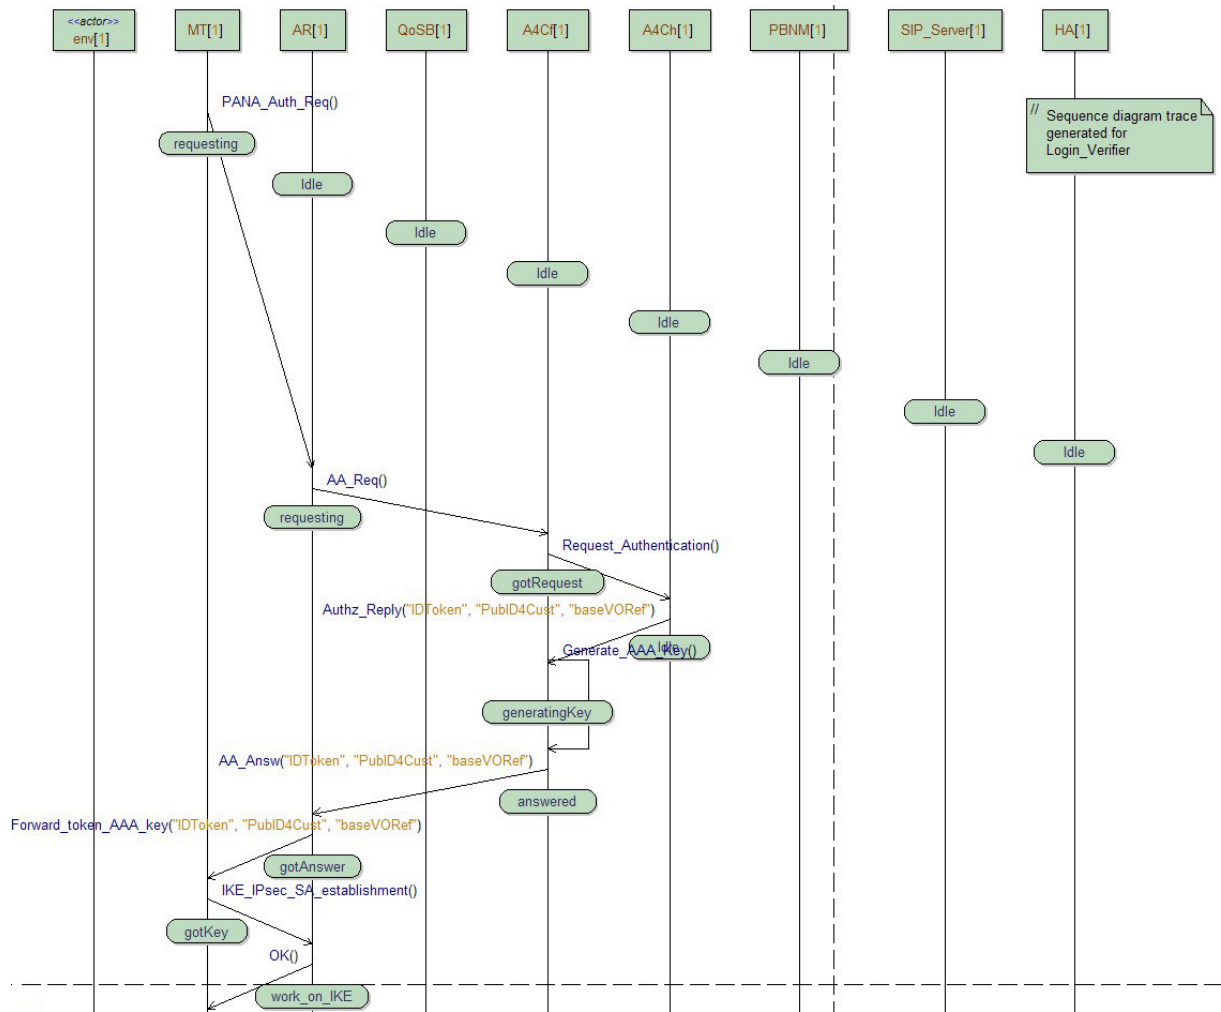 <<actor>>
env[1]
MT[1]
AR[1]
QoSB[1]
A4Cf[1]
A4Ch[1]
PBNM[1]
SIP_Server[1]
HA[1]
PANA_Auth_Req()
// Sequence diagram trace
generated for
Login_Verifier
requesting
Idle
Idle
Idle
Idle
Idle
Idle
Idle
AA_Req()
requesting
Request_Authentication()
gotRequest
Authz_Reply("IDToken", "PubID4Cust", "baseVORef")
Idle
Generate_AAA_Key()
generatingKey
AA_Answ("IDToken", "PubID4Cust", "baseVORef")
answered
Forward_token_AAA_key("IDToken", "PubID4Cust", "baseVORef")
gotAnswer
IKE_IPsec_SA_establishment()
gotKey
OK()
work_on_IKE